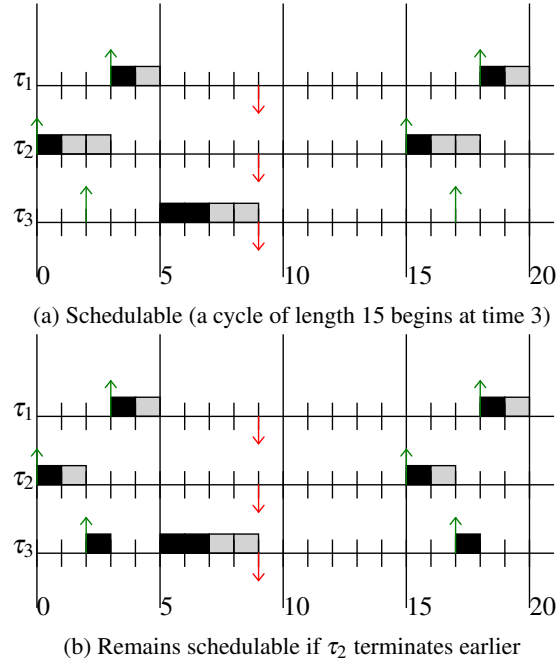 τ1
τ2
τ3
0 5 10 15 20
(a) Schedulable (a cycle of length 15 begins at time 3)
τ1
τ2
τ3
0 5 10 15 20
(b) Remains schedulable if τ2 terminates earlier